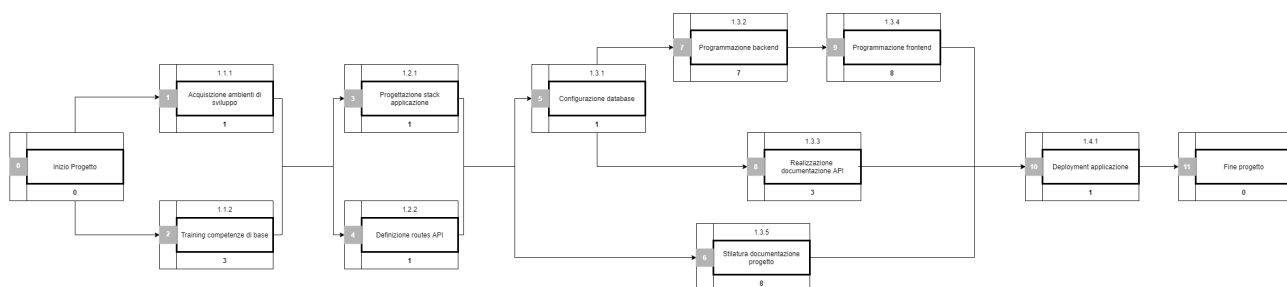 0
Inizio Progetto
0
1.1.1
1
Acquisizione ambienti di
sviluppo
1
1.1.2
2
Training competenze di base
3
1.2.1
3
Progettazione stack
applicazione
1
1.2.2
4
Definizione routes API
1
1.3.1
5
Configurazione database
1
1.3.2
7
Programmazione backend
7
1.3.4
9
Programmazione frontend
8
1.3.3
8
Realizzazione
documentazione API
3
1.3.5
6
Stilatura documentazione
progetto
8
1.4.1
10
Deployment applicazione
1
11
Fine progetto
0